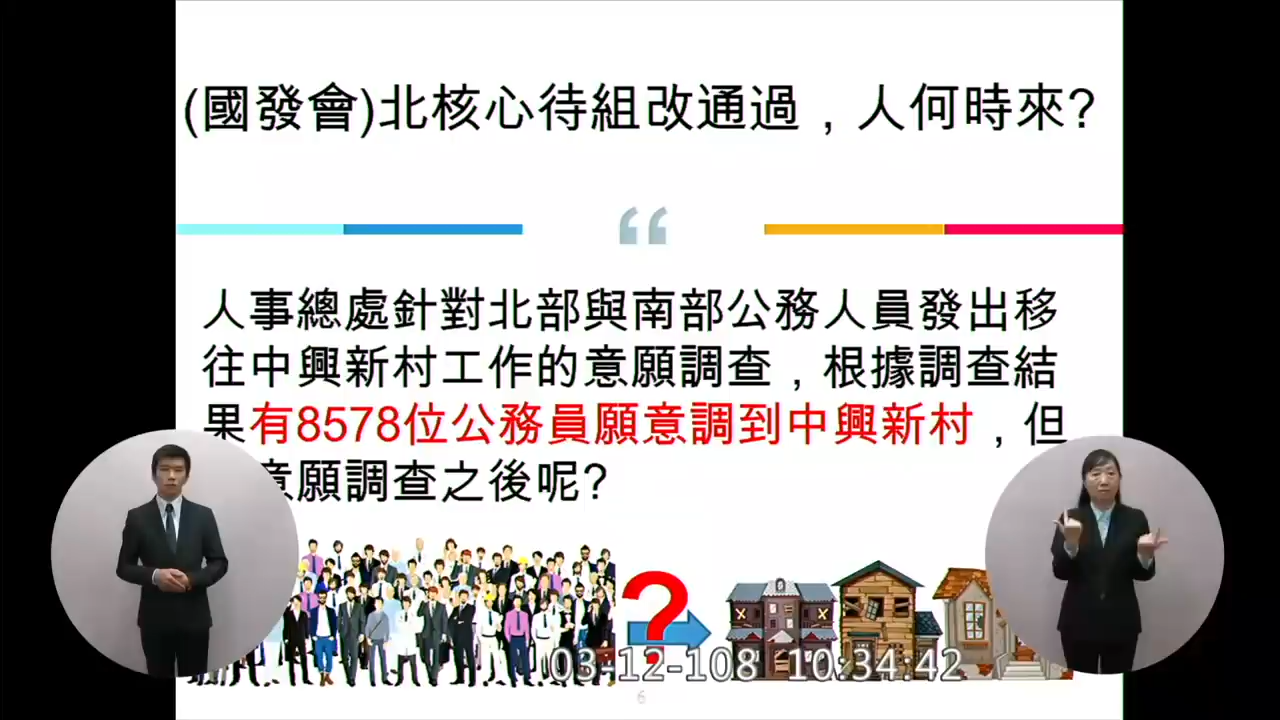 (國發會)北核心待組改通過，人何時來?
“
人事總處針對北部與南部公務人員發出移
往中興新村工作的意願調查，根據調查結
果有8578位公務員願意調到中興新村，但
意願調查之後呢?
?
03-12-108 10:34:42
6